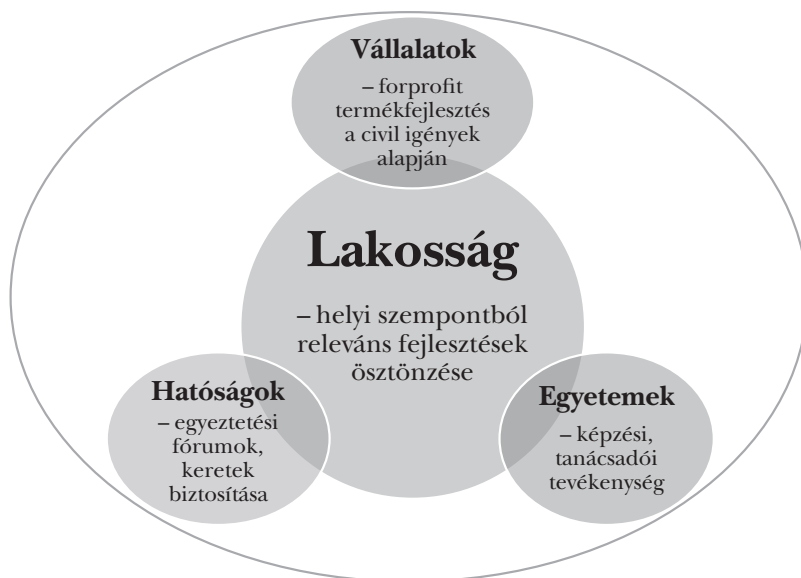 Vállalatok
– forprofit
termékfejlesztés
a civil igények
alapján
Lakosság
– helyi szempontból
releváns fejlesztések
ösztönzése
Hatóságok
– egyeztetési
fórumok,
keretek
biztosítása
Egyetemek
– képzési,
tanácsadói
tevékenység